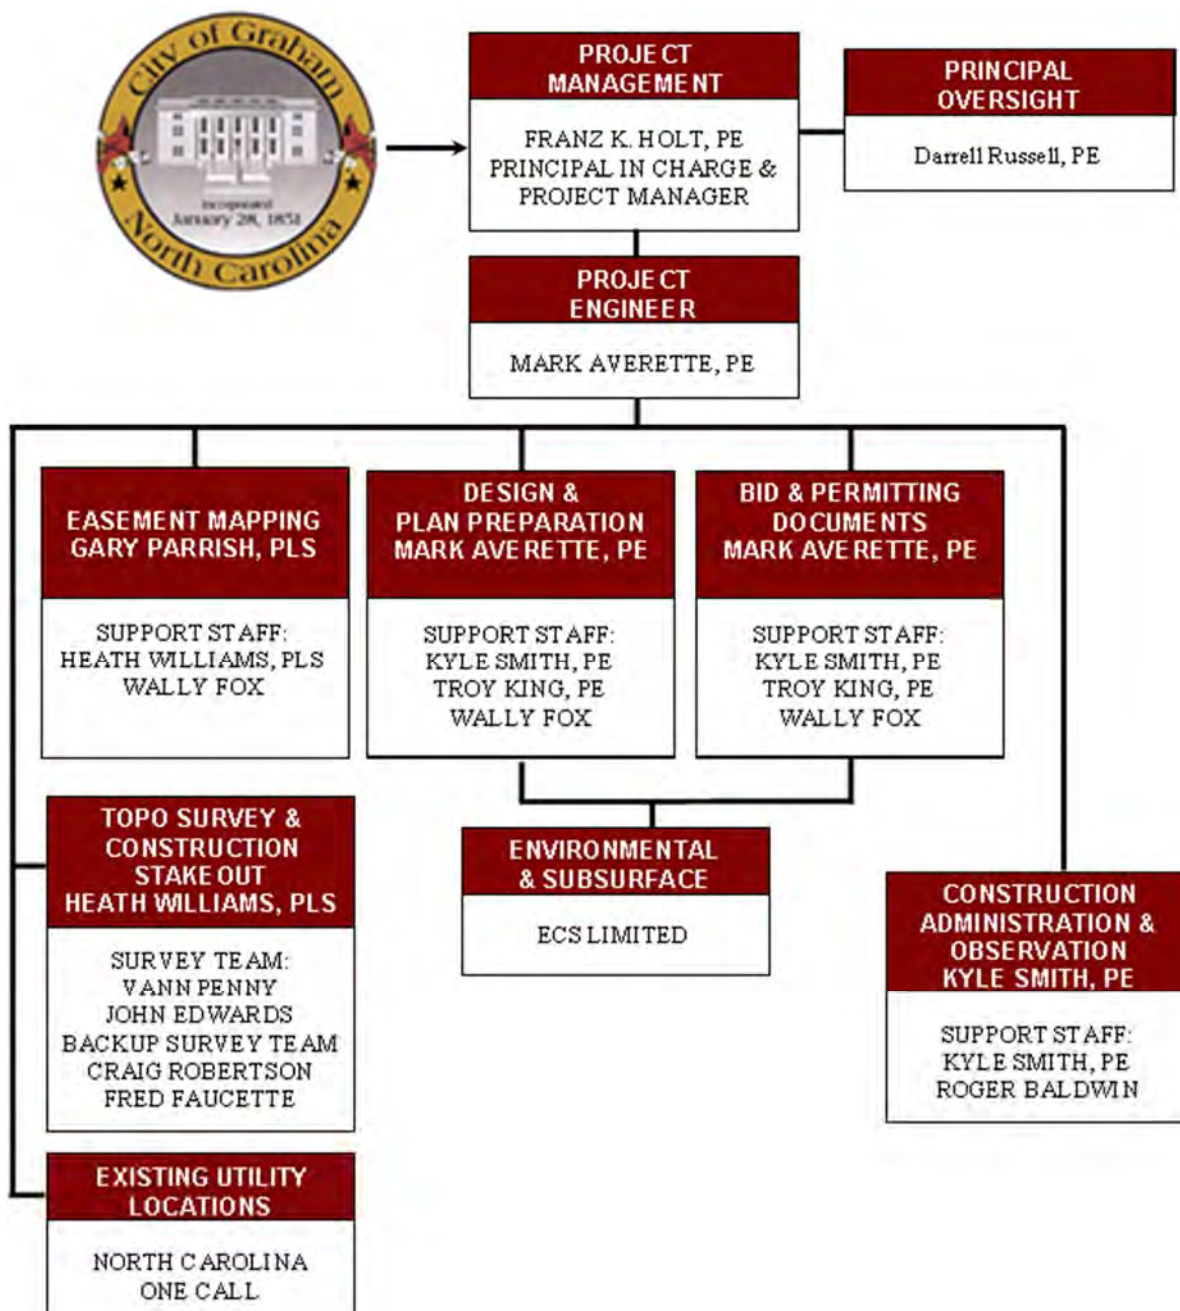 City of Graham
incorporated
January 28, 1851
North Carolina
PROJECT
MANAGEMENT
FRANZ K. HOLT, PE
PRINCIPAL IN CHARGE &
PROJECT MANAGER
PRINCIPAL
OVERSIGHT
Darrell Russell, PE
PROJECT
ENGINEER
MARK AVERETTE, PE
EASEMENT MAPPING
GARY PARRISH, PLS
SUPPORT STAFF:
HEATH WILLIAMS, PLS
WALLY FOX
DESIGN &
PLAN PREPARATION
MARK AVERETTE, PE
SUPPORT STAFF:
KYLE SMITH, PE
TROY KING, PE
WALLY FOX
BID & PERMITTING
DOCUMENTS
MARK AVERETTE, PE
SUPPORT STAFF:
KYLE SMITH, PE
TROY KING, PE
WALLY FOX
TOPO SURVEY &
CONSTRUCTION
STAKEOUT
HEATH WILLIAMS, PLS
SURVEY TEAM:
VANN PENNY
JOHN EDWARDS
BACKUP SURVEY TEAM
CRAIG ROBERTSON
FRED FAUCETTE
ENVIRONMENTAL
& SUBSURFACE
ECS LIMITED
CONSTRUCTION
ADMINISTRATION &
OBSERVATION
KYLE SMITH, PE
SUPPORT STAFF:
KYLE SMITH, PE
ROGER BALDWIN
EXISTING UTILITY
LOCATIONS
NORTH CAROLINA
ONE CALL